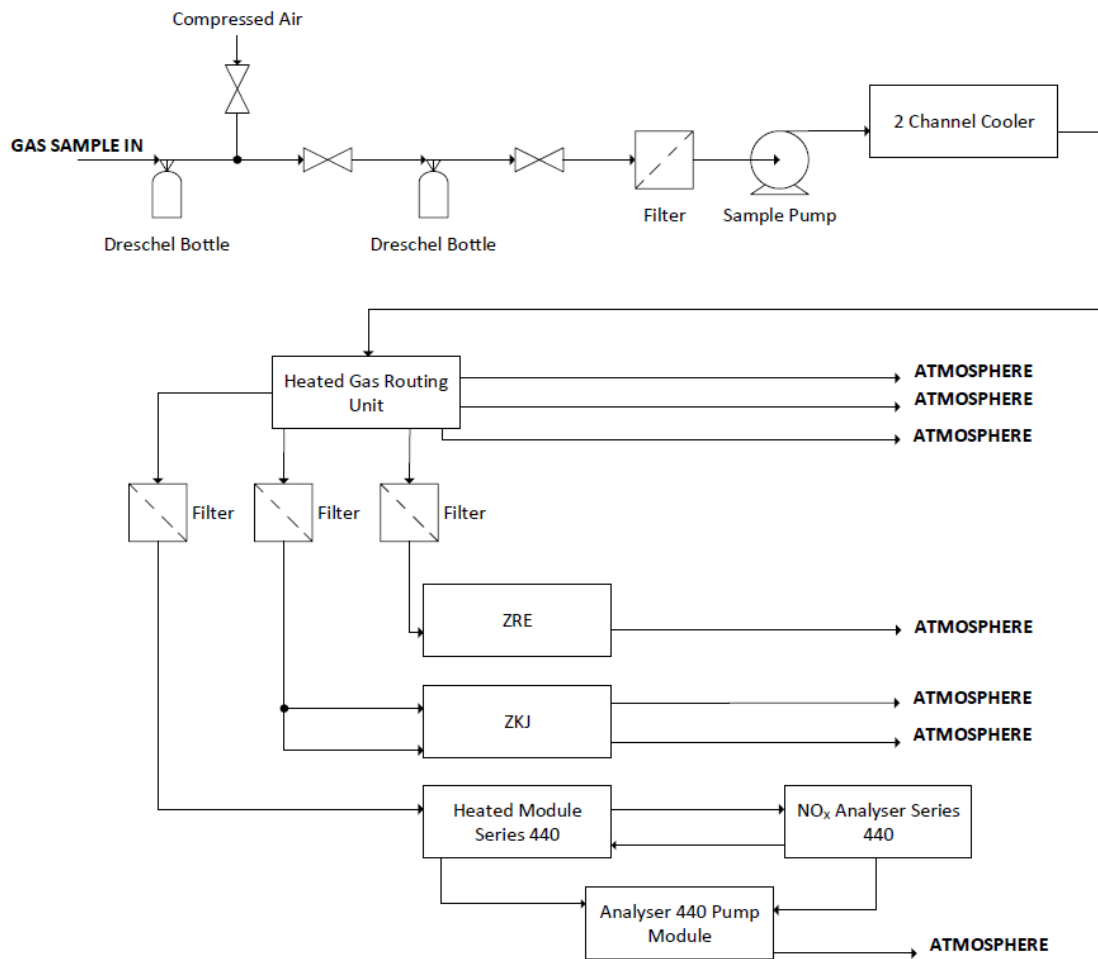 Compressed Air
GAS SAMPLE IN
2 Channel Cooler
Dreschel Bottle
Dreschel Bottle
Filter
Sample Pump
Heated Gas Routing
Unit
ATMOSPHERE
ATMOSPHERE
ATMOSPHERE
Filter
Filter
Filter
ZRE
ATMOSPHERE
ZKJ
ATMOSPHERE
ATMOSPHERE
Heated Module
Series 440
NOₓ Analyser Series
440
Analyser 440 Pump
Module
ATMOSPHERE